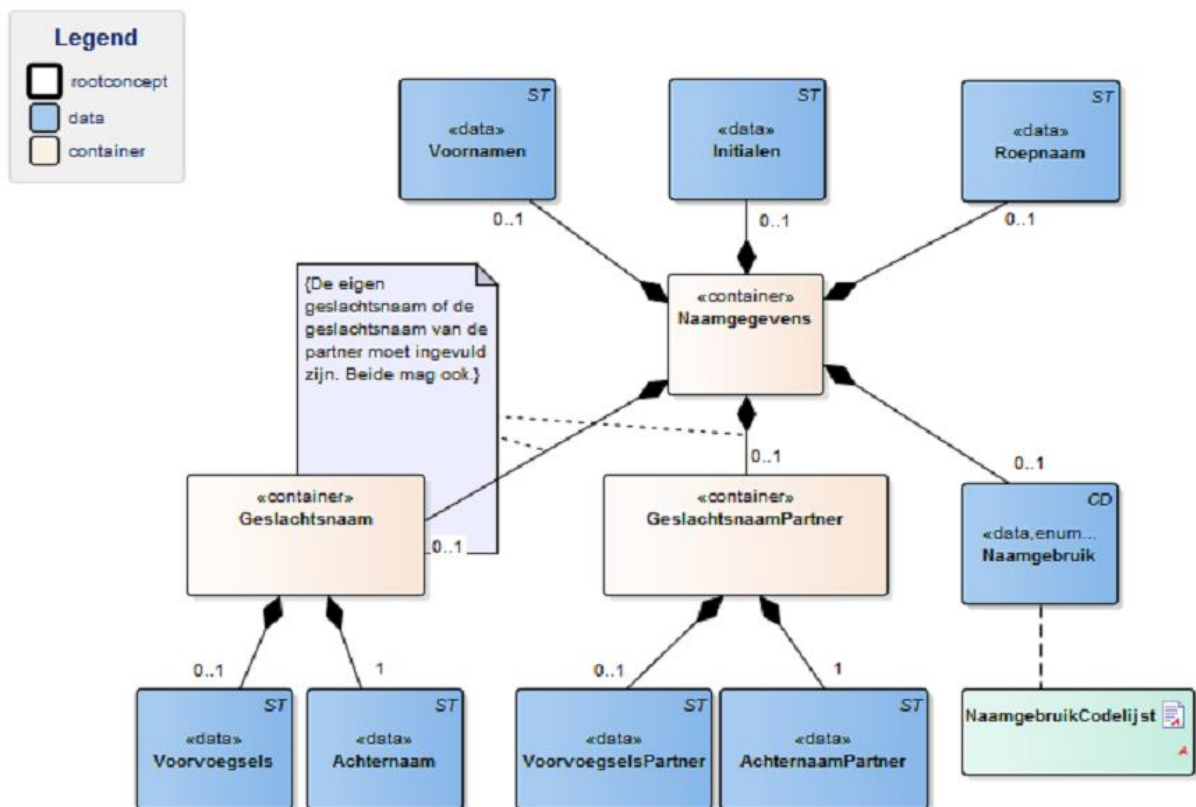 Legend
rootconcept
data
container
ST
«data»
Voornamen
0..1
ST
«data»
Initialen
0..1
ST
«data»
Roepnaam
0..1
{De eigen
geslachtsnaam of de
geslachtsnaam van de
partner moet ingevuld
zijn. Beide mag ook.}
«container»
Naamgegevens
«container»
Geslachtsnaam
0..1
«container»
GeslachtsnaamPartner
0..1
CD
«data,enum...
Naamgebruik
0..1
0..1
1
0..1
1
ST
«data»
Voorvoegsels
ST
«data»
Achternaam
ST
«data»
VoorvoegselsPartner
ST
«data»
AchternaamPartner
NaamgebruikCodelijst
A